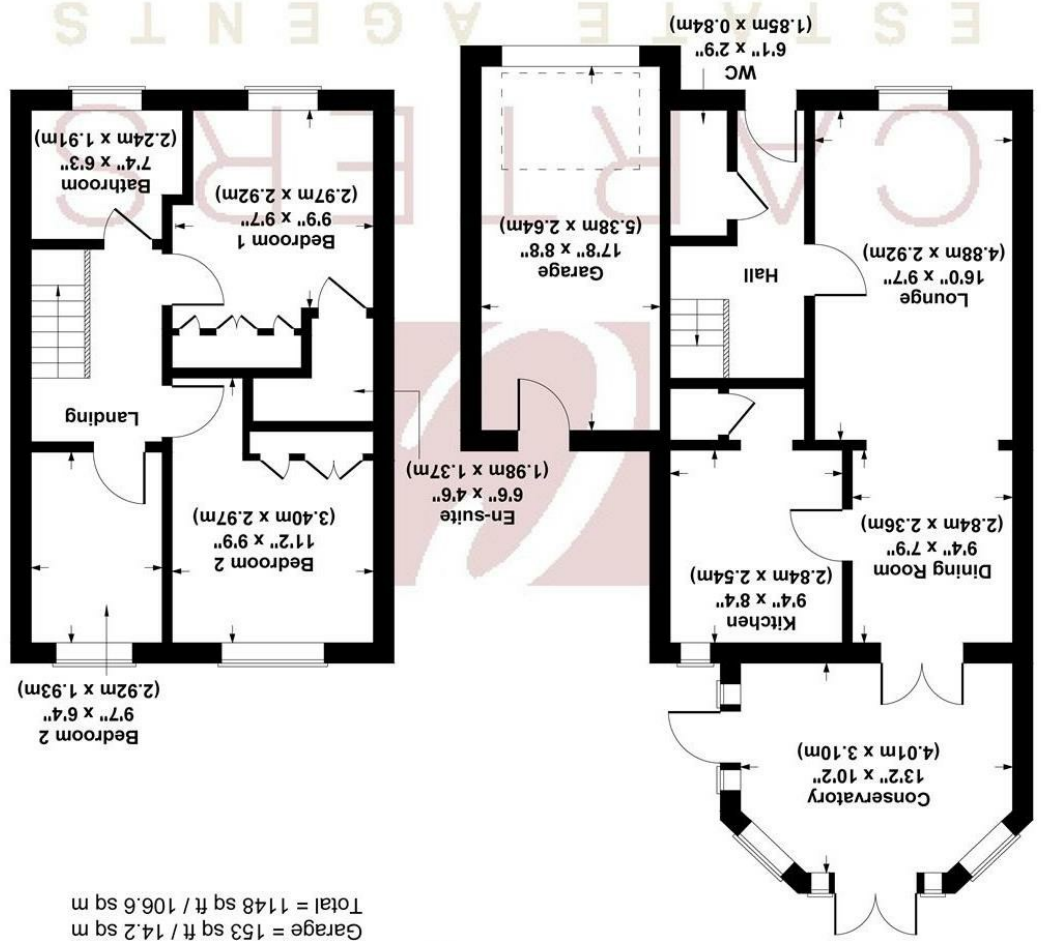 Garage = 153 sq ft / 14.2 sq m
Total = 1148 sq ft / 106.6 sq m
Conservatory
13'2" x 10'2"
(4.01m x 3.10m)
Dining Room
9'4" x 7'9"
(2.84m x 2.36m)
Kitchen
9'4" x 8'4"
(2.84m x 2.54m)
Lounge
16'0" x 9'7"
(4.88m x 2.92m)
Hall
Garage
17'8" x 8'8"
(5.38m x 2.64m)
WC
6'1" x 2'9"
(1.85m x 0.84m)
Bedroom 2
9'7" x 6'4"
(2.92m x 1.93m)
Bedroom 2
11'2" x 9'9"
(3.40m x 2.97m)
En-suite
6'6" x 4'6"
(1.98m x 1.37m)
Landing
Bedroom 1
9'9" x 9'7"
(2.97m x 2.92m)
Bathroom
7'4" x 6'3"
(2.24m x 1.91m)
CARTERS
ESTATE AGENTS